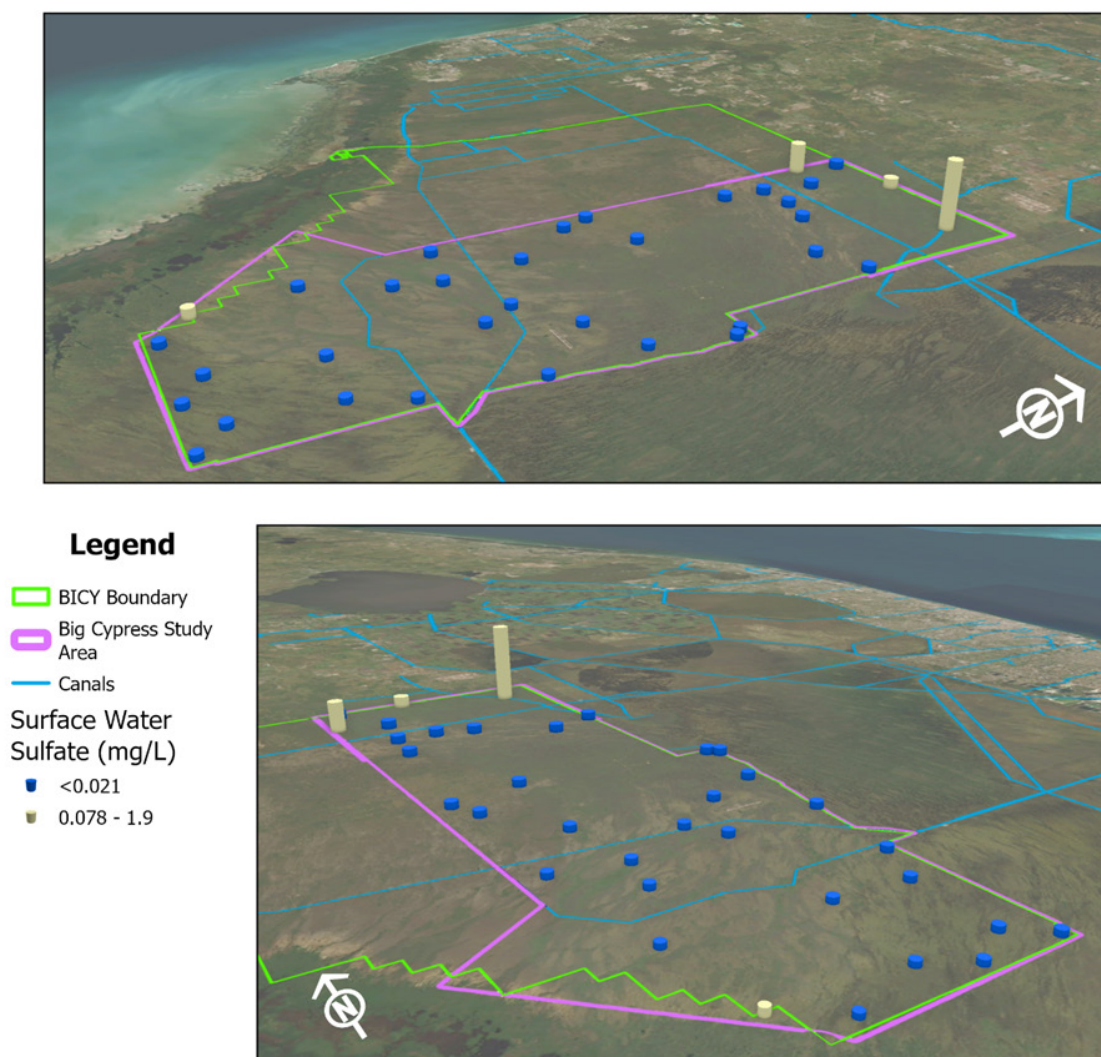 N
Legend
BICY Boundary
Big Cypress Study
Area
Canals
Surface Water
Sulfate (mg/L)
<0.021
0.078 - 1.9
N